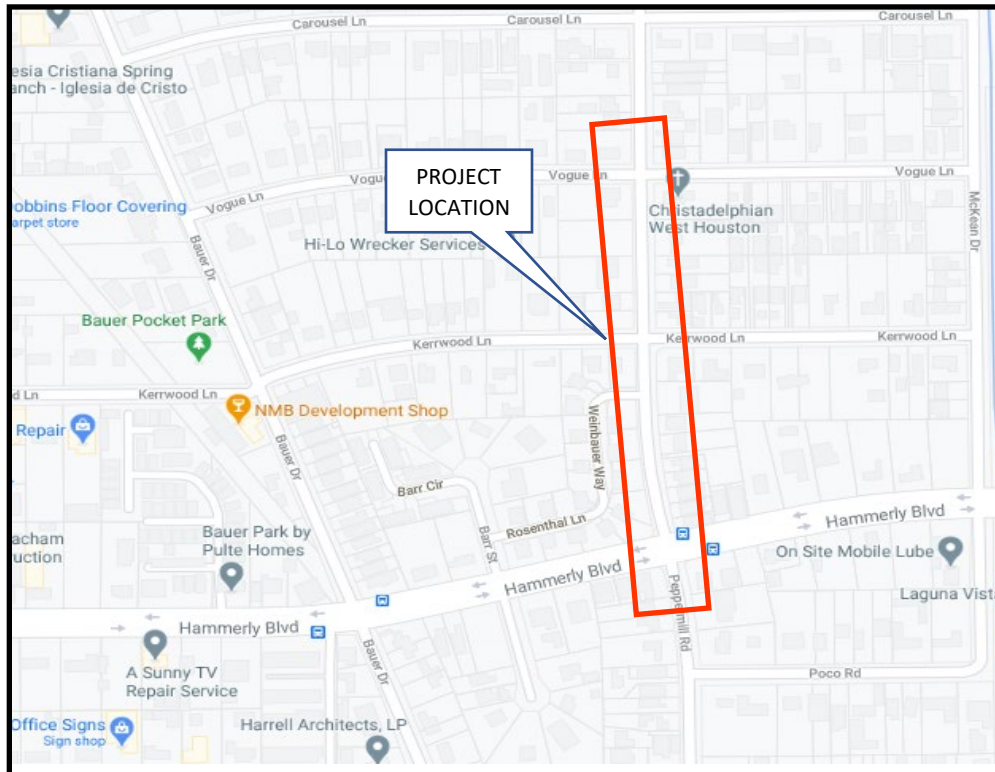 Carousel Ln
Carousel Ln
Carousel Ln
esia Cristiana Spring
anch - Iglesia de Cristo
PROJECT
LOCATION
Vogue Ln
Vogu
Vogue Ln
Vogue Ln
obbins Floor Covering
arpet store
Christadelphian
West Houston
McKean Dr
Hi-Lo Wrecker Services
Bauer Dr
Bauer Pocket Park
Kerrwood Ln
Kerrwood Ln
Kerrwood Ln
d Ln
Kerrwood Ln
NMB Development Shop
Repair
Bauer Dr
Weinbauer Way
Barr Cir
Rosenthal Ln
Barr St
Hammerly Blvd
Bauer Park by
Pulte Homes
acham
uction
On Site Mobile Lube
Hammerly Blvd
Peppermill Rd
Laguna Vista
Hammerly Blvd
Bauer Dr
A Sunny TV
Repair Service
Poco Rd
Office Signs
Sign shop
Harrell Architects, LP